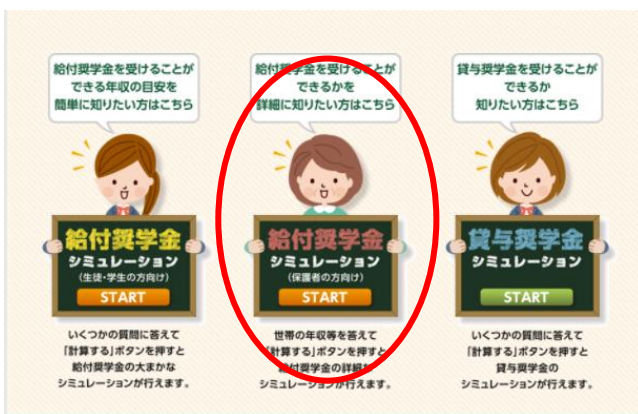 給付奨学金を受けることが
できる年収の目安を
簡単に知りたい方はこちら
給付奨学金
シミュレーション
(生徒・学生の方向け)
START
いくつかの質問に答えて
「計算する」ボタンを押すと
給付奨学金の大まかな
シミュレーションが行えます。
給付奨学金を受けることが
できるかを
詳細に知りたい方はこちら
給付奨学金
シミュレーション
(保護者の方向け)
START
世帯の年収等を答えて
「計算する」ボタンを押すと
給付奨学金の詳細な
シミュレーションが行えます。
貸与奨学金を受けることが
できるか
知りたい方はこちら
貸与奨学金
シミュレーション
START
いくつかの質問に答えて
「計算する」ボタンを押すと
貸与奨学金の
シミュレーションが行えます。